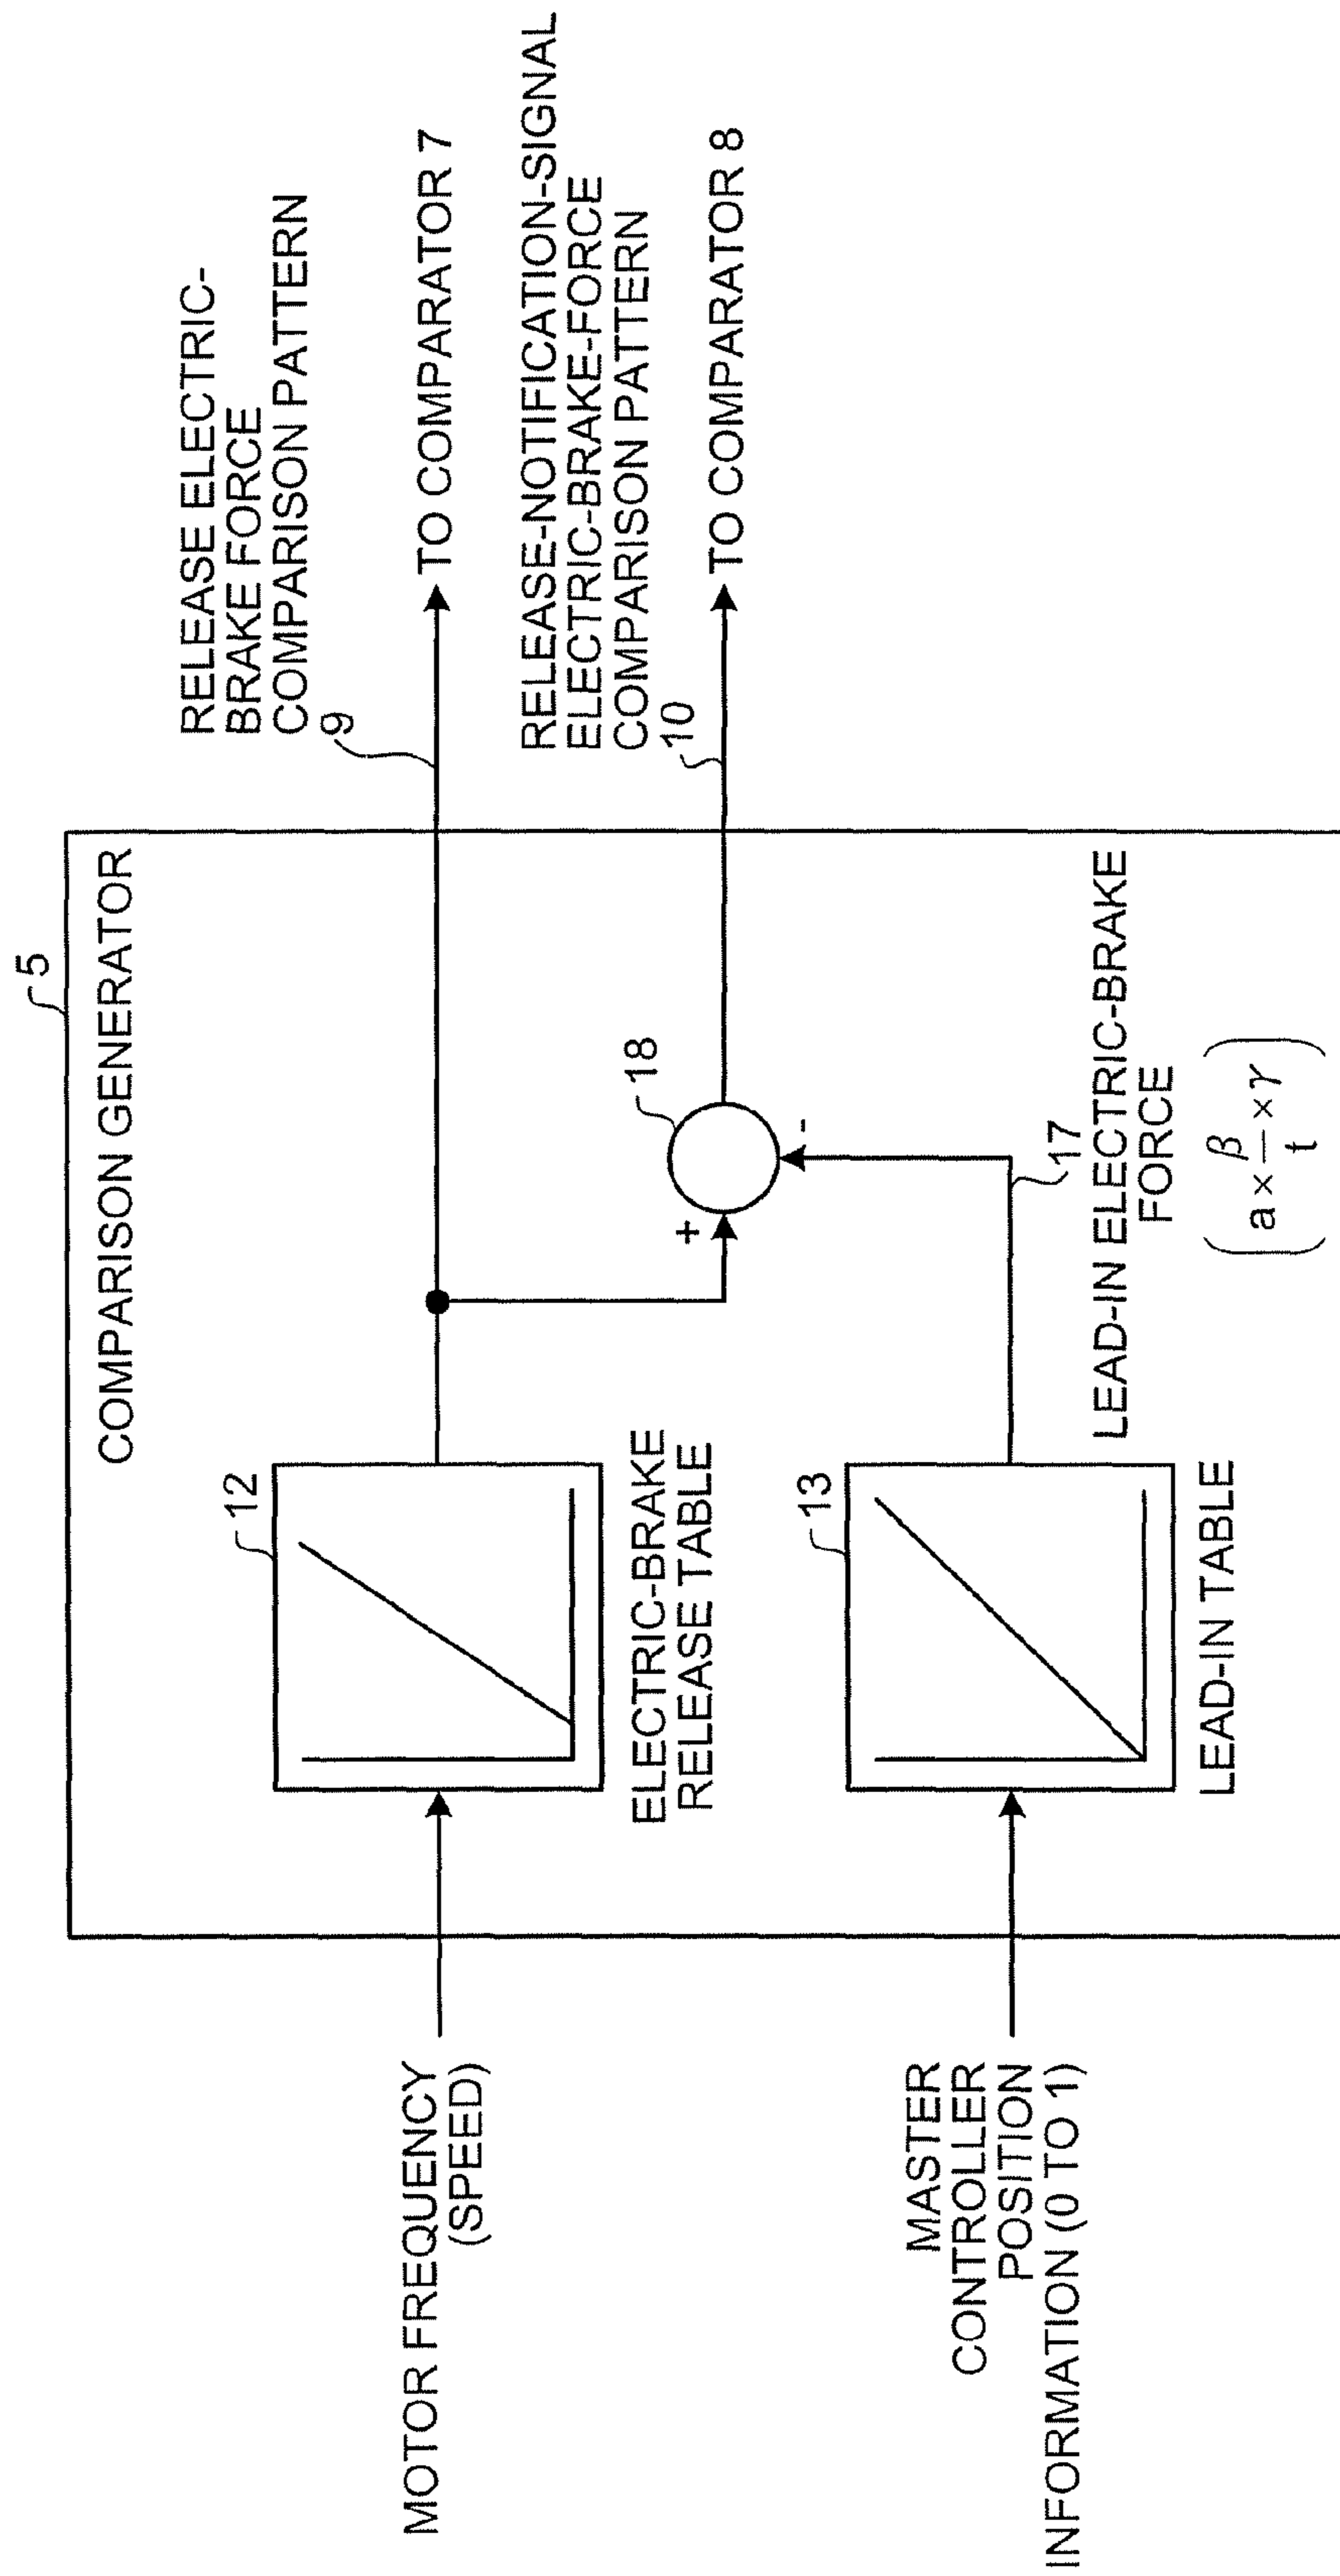 5
COMPARISON GENERATOR
MOTOR FREQUENCY
(SPEED)
12
ELECTRIC-BRAKE
RELEASE TABLE
RELEASE ELECTRIC-
BRAKE FORCE
COMPARISON PATTERN
9
TO COMPARATOR 7
18
+
-
RELEASE-NOTIFICATION-SIGNAL
ELECTRIC-BRAKE-FORCE
COMPARISON PATTERN
10
TO COMPARATOR 8
MASTER
CONTROLLER
POSITION
INFORMATION (0 TO 1)
13
LEAD-IN TABLE
17
LEAD-IN ELECTRIC-BRAKE
FORCE
(a × β/t × γ)